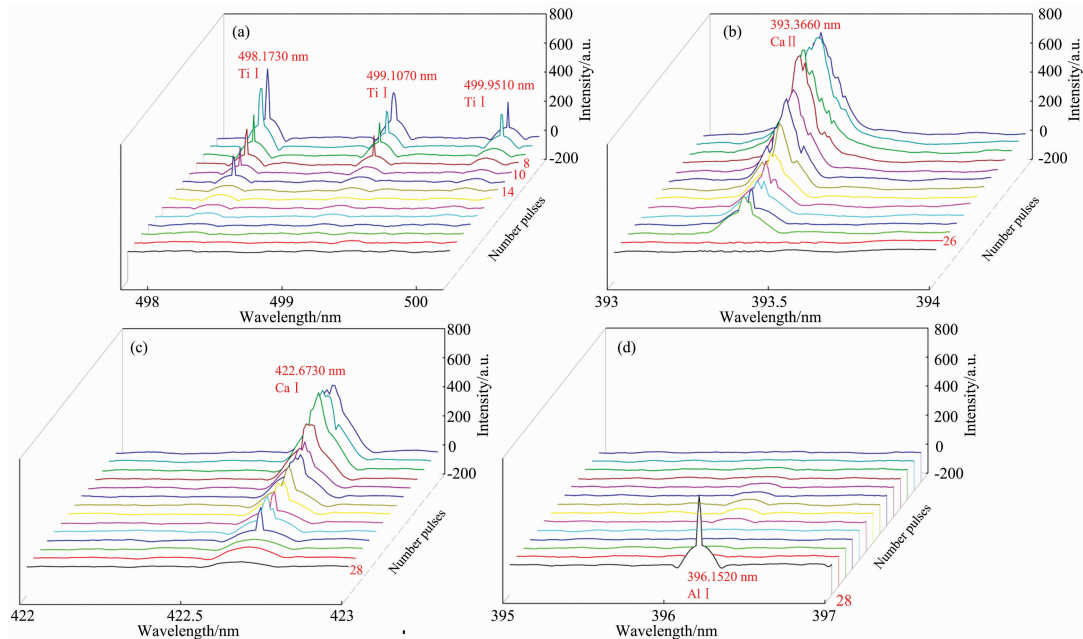 (a)
498.1730 nm
Ti Ⅰ
499.1070 nm
Ti Ⅰ
499.9510 nm
Ti Ⅰ
800
600
400
200
0
-200
Intensity/a.u.
8
10
14
Number pulses
498
499
500
Wavelength/nm
(b)
393.3660 nm
Ca Ⅱ
800
600
400
200
0
-200
Intensity/a.u.
26
Number pulses
393
393.5
394
Wavelength/nm
(c)
422.6730 nm
Ca Ⅰ
800
600
400
200
0
-200
Intensity/a.u.
28
Number pulses
422
422.5
423
Wavelength/nm
(d)
800
600
400
200
0
-200
Intensity/a.u.
396.1520 nm
Al Ⅰ
28
Number pulses
395
396
397
Wavelength/nm